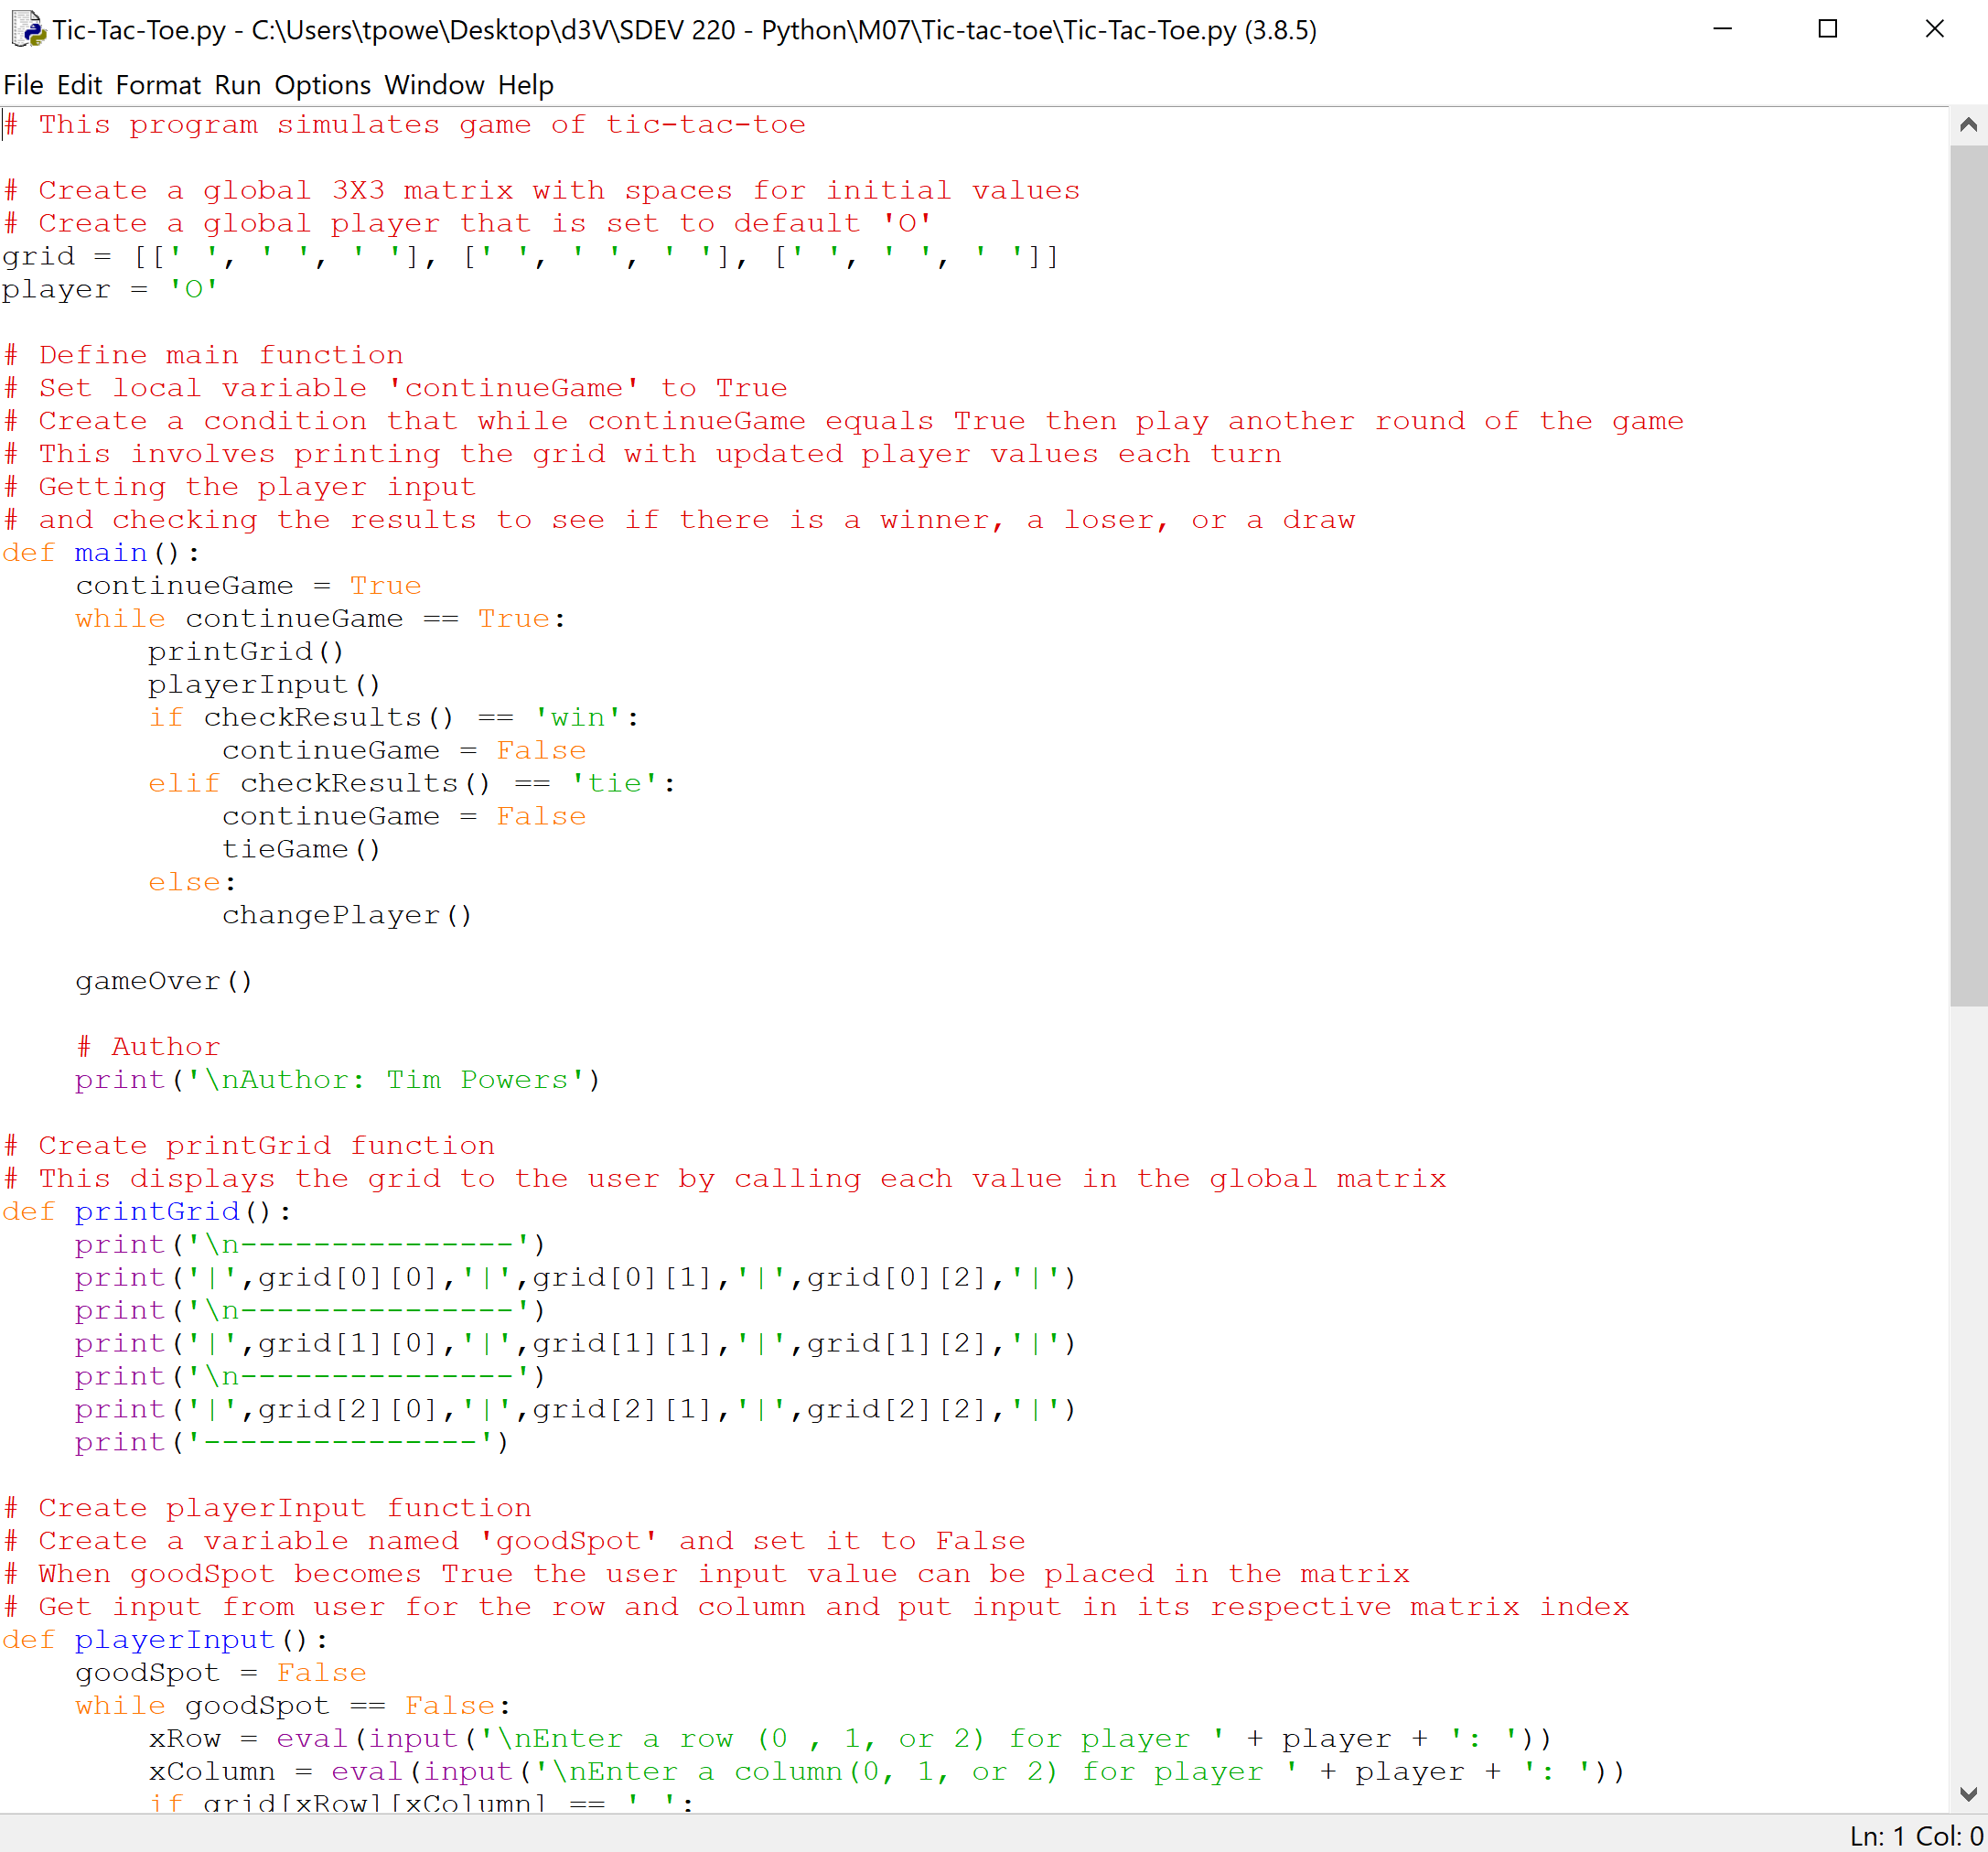 Tic-Tac-Toe.py - C:\Users\tpowe\Desktop\d3V\SDEV 220 - Python\M07\Tic-tac-toe\Tic-Tac-Toe.py (3.8.5)
File Edit Format Run Options Window Help
# This program simulates game of tic-tac-toe

# Create a global 3X3 matrix with spaces for initial values
# Create a global player that is set to default 'O'
grid = [[' ', ' ', ' '], [' ', ' ', ' '], [' ', ' ', ' ']]
player = 'O'

# Define main function
# Set local variable 'continueGame' to True
# Create a condition that while continueGame equals True then play another round of the game
# This involves printing the grid with updated player values each turn
# Getting the player input
# and checking the results to see if there is a winner, a loser, or a draw
def main():
    continueGame = True
    while continueGame == True:
        printGrid()
        playerInput()
        if checkResults() == 'win':
            continueGame = False
        elif checkResults() == 'tie':
            continueGame = False
            tieGame()
        else:
            changePlayer()

    gameOver()

    # Author
    print('\nAuthor: Tim Powers')

# Create printGrid function
# This displays the grid to the user by calling each value in the global matrix
def printGrid():
    print('\n---------------')
    print('|',grid[0][0],'|',grid[0][1],'|',grid[0][2],'|')
    print('\n---------------')
    print('|',grid[1][0],'|',grid[1][1],'|',grid[1][2],'|')
    print('\n---------------')
    print('|',grid[2][0],'|',grid[2][1],'|',grid[2][2],'|')
    print('---------------')

# Create playerInput function
# Create a variable named 'goodSpot' and set it to False
# When goodSpot becomes True the user input value can be placed in the matrix
# Get input from user for the row and column and put input in its respective matrix index
def playerInput():
    goodSpot = False
    while goodSpot == False:
        xRow = eval(input('\nEnter a row (0 , 1, or 2) for player ' + player + ': '))
        xColumn = eval(input('\nEnter a column(0, 1, or 2) for player ' + player + ': '))
        if grid[xRow][xColumn] == ' ':
Ln: 1 Col: 0